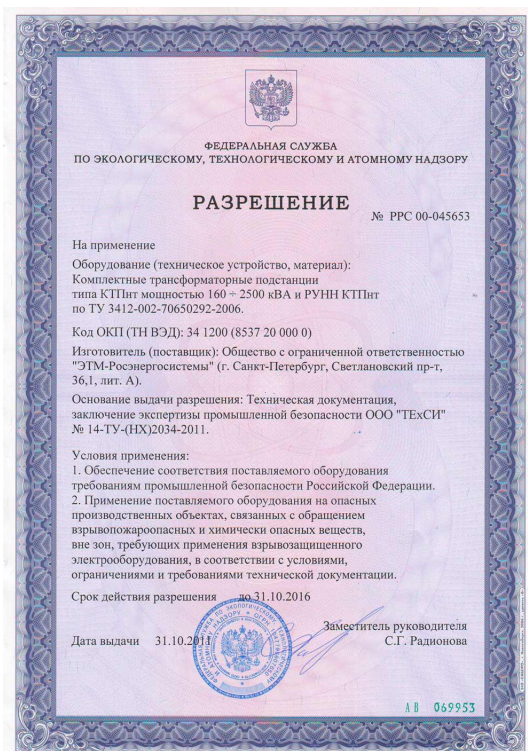 ФЕДЕРАЛЬНАЯ СЛУЖБА
ПО ЭКОЛОГИЧЕСКОМУ, ТЕХНОЛОГИЧЕСКОМУ И АТОМНОМУ НАДЗОРУ
РАЗРЕШЕНИЕ
№ РРС 00-045653
На применение
Оборудование (техническое устройство, материал):
Комплектные трансформаторные подстанции
типа КТПнт мощностью 160 ÷ 2500 кВА и РУНН КТПнт
по ТУ 3412-002-70650292-2006.
Код ОКП (ТН ВЭД): 34 1200 (8537 20 000 0)
Изготовитель (поставщик): Общество с ограниченной ответственностью
"ЭТМ-Росэнергосистемы" (г. Санкт-Петербург, Светлановский пр-т,
36,1, лит. А).
Основание выдачи разрешения: Техническая документация,
заключение экспертизы промышленной безопасности ООО "ТЕхСИ"
№ 14-ТУ-(НХ)2034-2011.
Условия применения:
1. Обеспечение соответствия поставляемого оборудования
требованиям промышленной безопасности Российской Федерации.
2. Применение поставляемого оборудования на опасных
производственных объектах, связанных с обращением
взрывопожароопасных и химически опасных веществ,
вне зон, требующих применения взрывозащищенного
электрооборудования, в соответствии с условиями,
ограничениями и требованиями технической документации.
Срок действия разрешения до 31.10.2016
Заместитель руководителя
Дата выдачи 31.10.2011 С.Г. Радионова
А В 069953